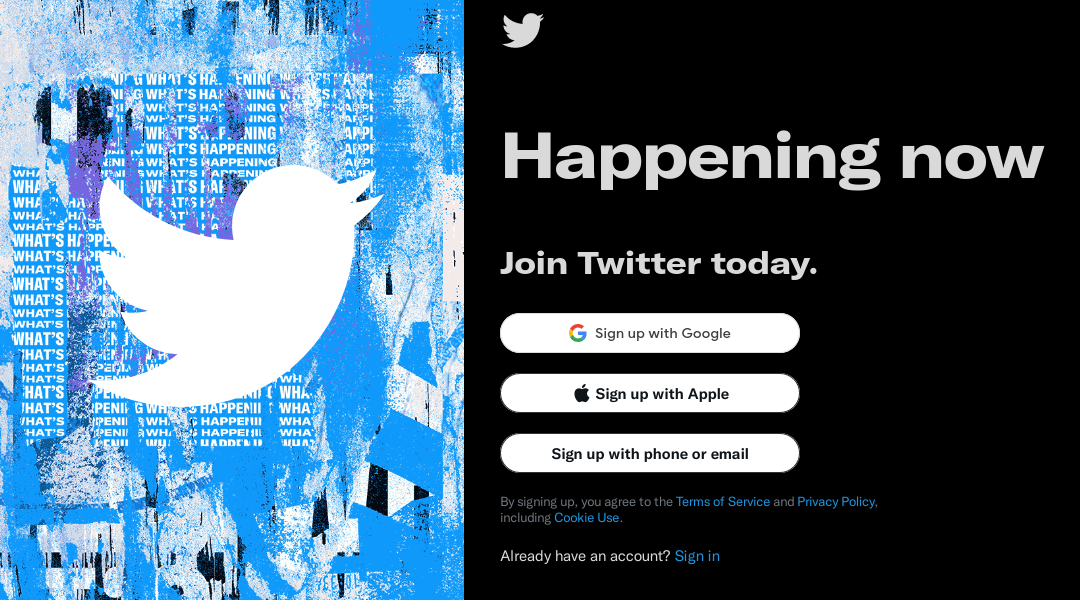 WHAT'S HAPPENING
Happening now
Join Twitter today.
Sign up with Google
Sign up with Apple
Sign up with phone or email
By signing up, you agree to the Terms of Service and Privacy Policy,
including Cookie Use.
Already have an account? Sign in